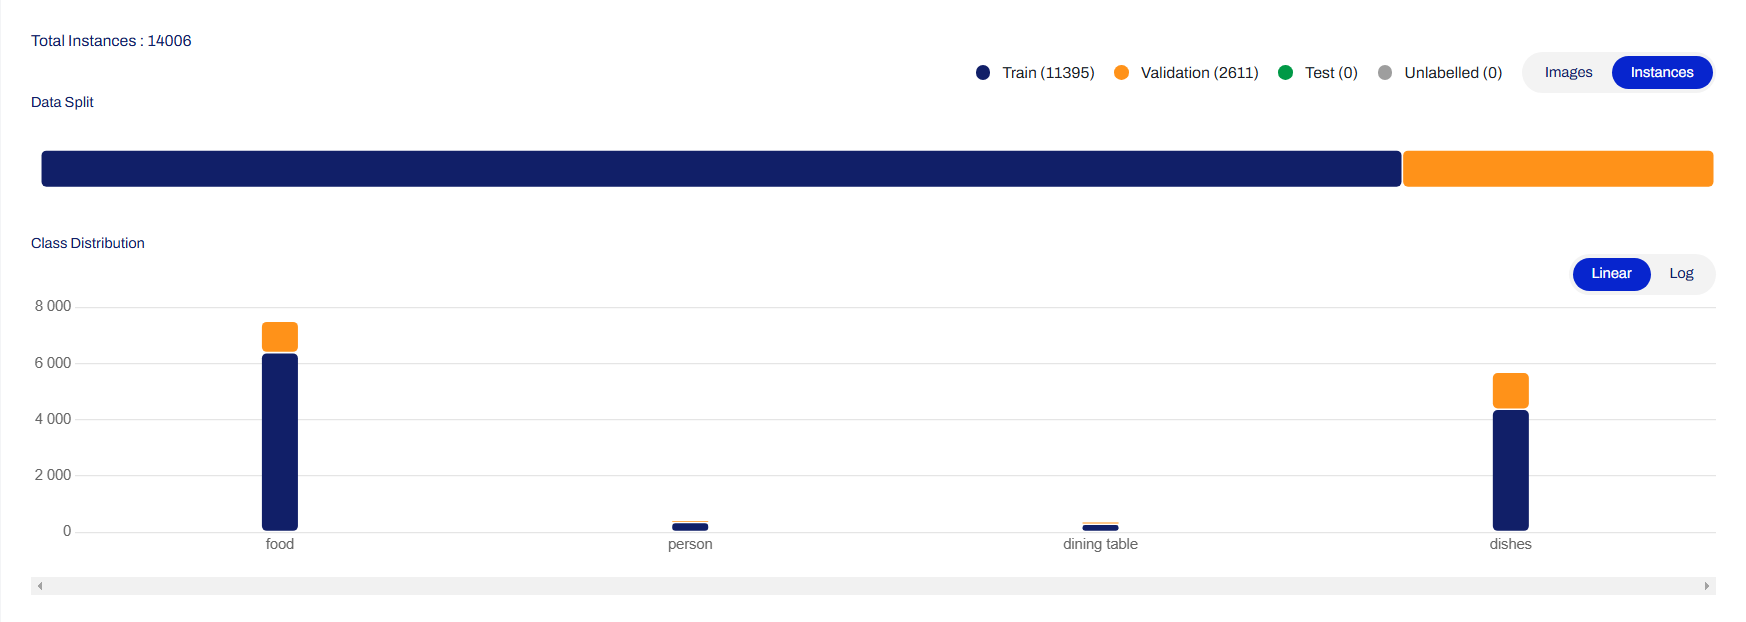 Total Instances : 14006
Train (11395) Validation (2611) Test (0) Unlabelled (0) Images Instances
Data Split
Class Distribution
Linear Log
8 000
6 000
4 000
2 000
0
food person dining table dishes